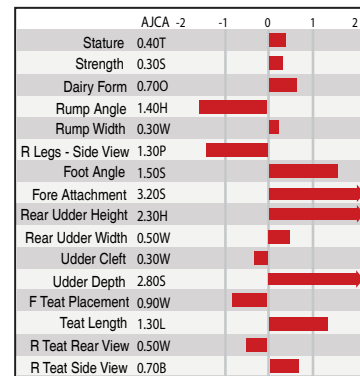 AJCA -2 -1 0 1 2
Stature 0.40T
Strength 0.30S
Dairy Form 0.70O
Rump Angle 1.40H
Rump Width 0.30W
R Legs - Side View 1.30P
Foot Angle 1.50S
Fore Attachment 3.20S
Rear Udder Height 2.30H
Rear Udder Width 0.50W
Udder Cleft 0.30W
Udder Depth 2.80S
F Teat Placement 0.90W
Teat Length 1.30L
R Teat Rear View 0.50W
R Teat Side View 0.70B